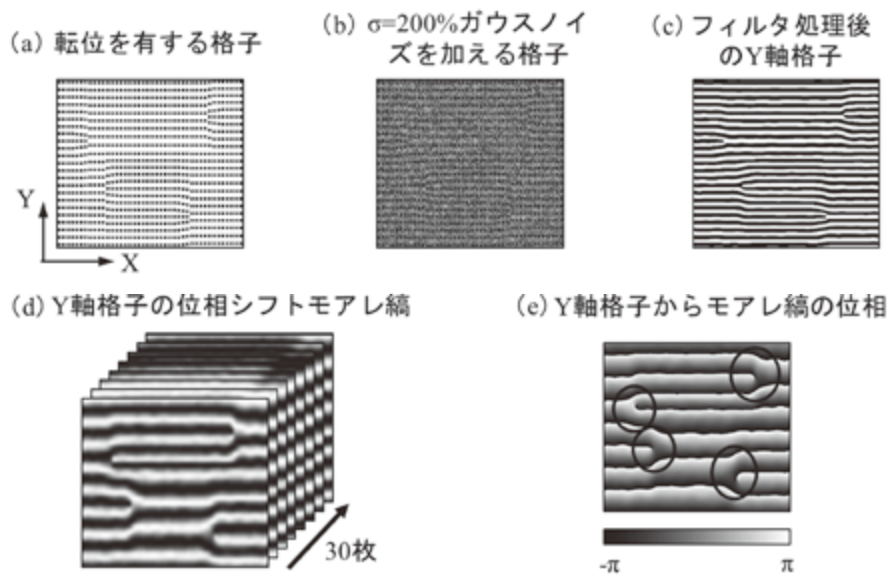 (a) 転位を有する格子
(b) σ=200%ガウスノイ
ズを加える格子
(c) フィルタ処理後
のY軸格子
Y
X
(d) Y軸格子の位相シフトモアレ縞
30枚
(e) Y軸格子からモアレ縞の位相
-π
π